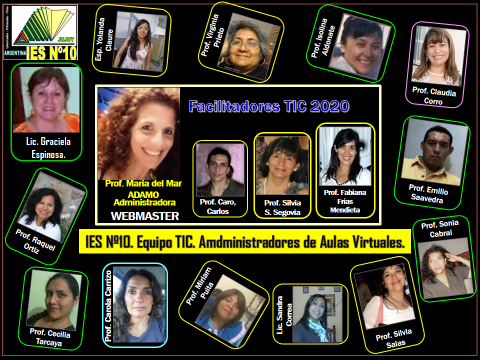 JUJUY
ARGENTINA
IES Nº10
Esp. Yolanda
Claure
Prof. Virginia
Prieto
Prof. Isolina
Aldonate
Prof. Claudia
Corro
Lic. Graciela
Espinosa.
Facilitadores TIC 2020
Prof. Maria del Mar
ADAMO
Administradora
WEBMASTER
Prof. Caro,
Carlos
Prof. Silvia
S. Segovia
Prof. Fabiana
Frías
Mendieta
Prof. Emilio
Saavedra
Prof. Raquel
Ortiz
IES Nº10. Equipo TIC. Amdministradores de Aulas Virtuales.
Prof. Sonia
Cabral
Prof. Cecilia
Tarcaya
Prof. Carola Carrizo
Prof. Miriam
Puita
Lic. Sandra
Correa
Prof. Silvia
Salas